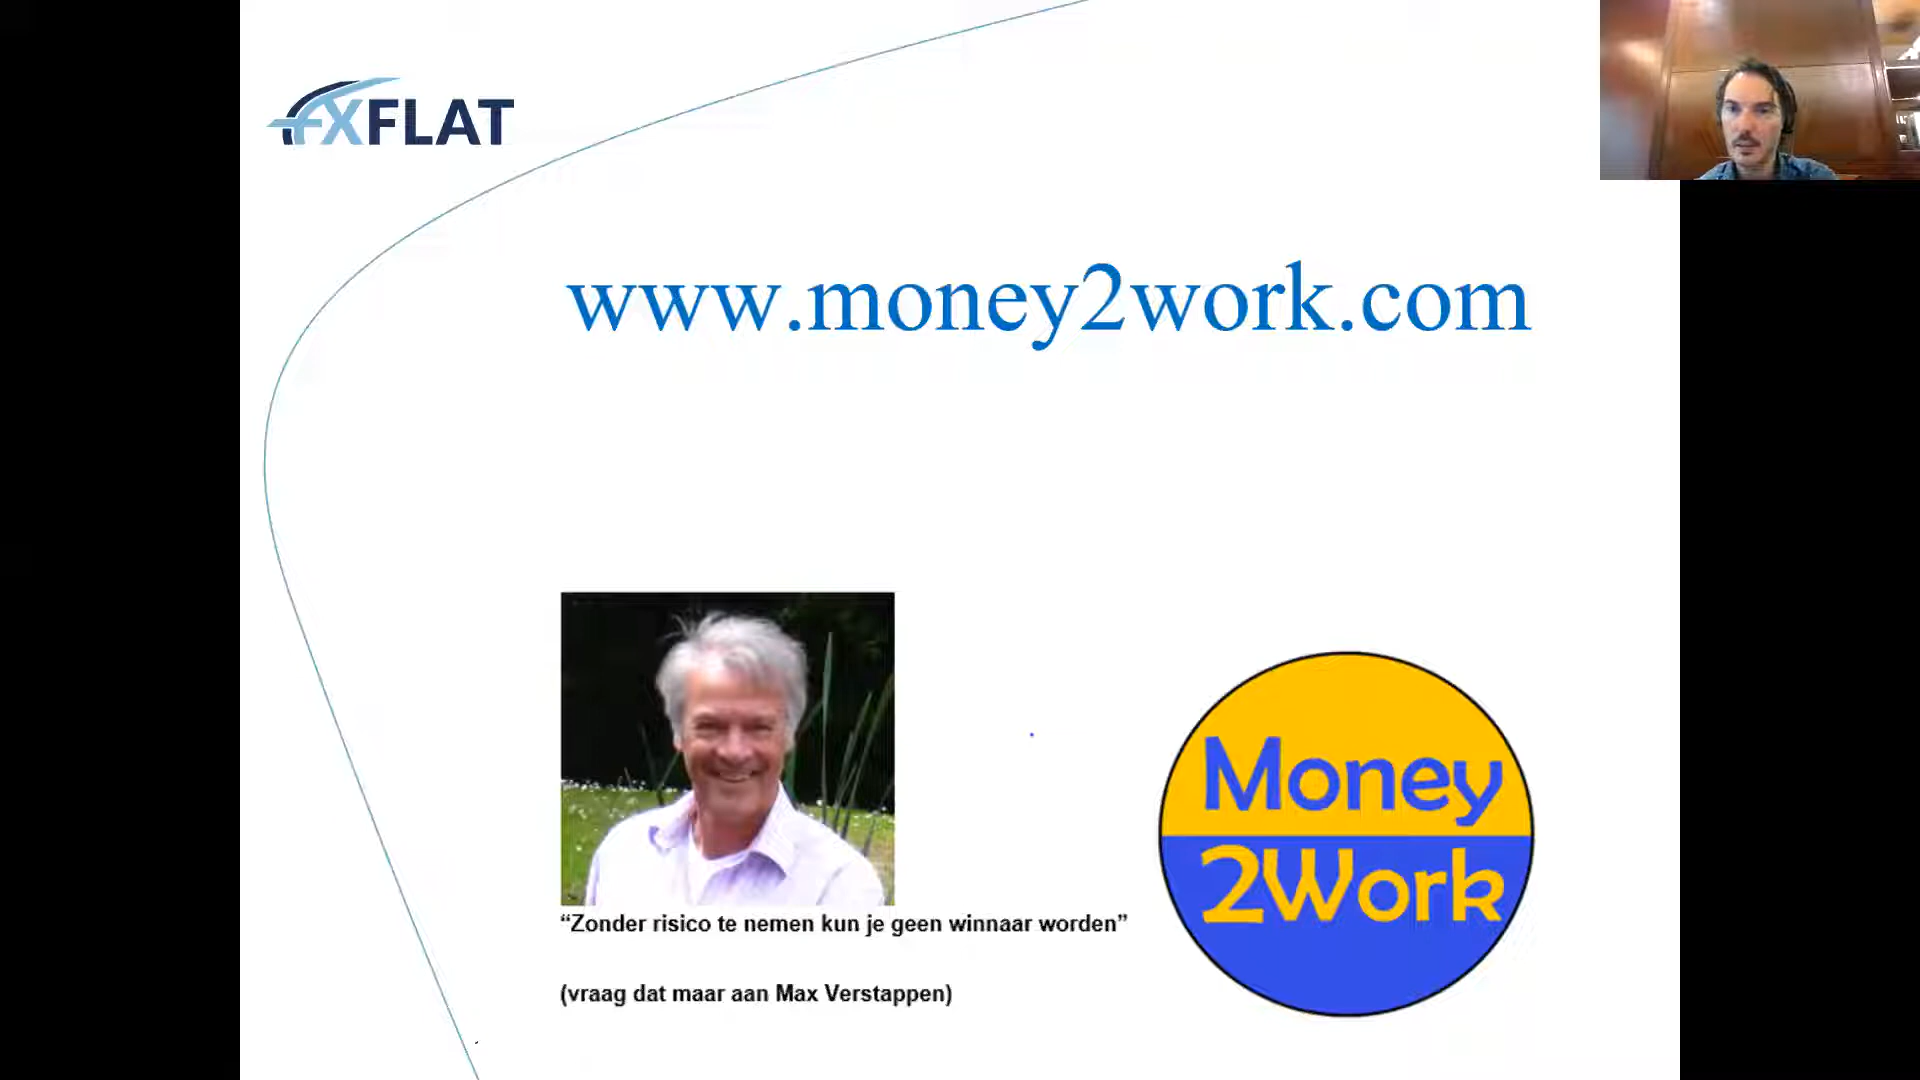 FXFLAT
www.money2work.com
Money
2Work
“Zonder risico te nemen kun je geen winnaar worden”
(vraag dat maar aan Max Verstappen)